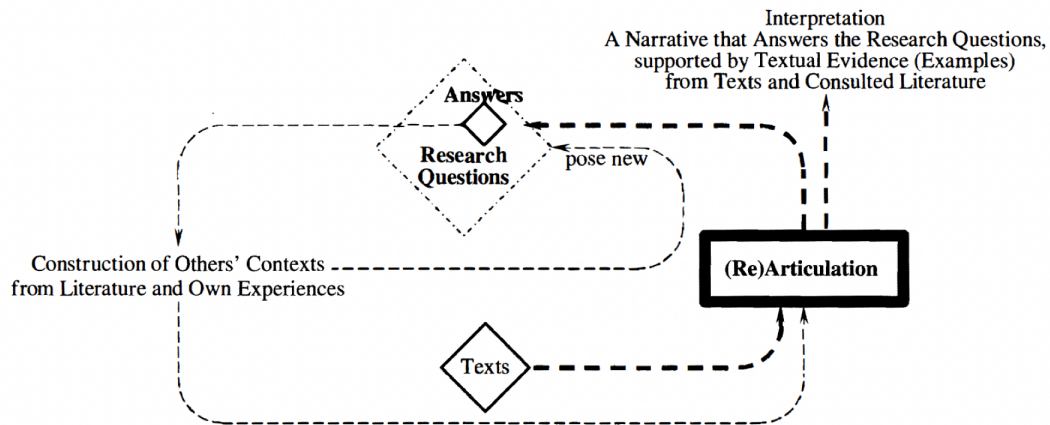 Interpretation
A Narrative that Answers the Research Questions,
supported by Textual Evidence (Examples)
from Texts and Consulted Literature
Answers
Research
Questions
pose new
Construction of Others' Contexts
from Literature and Own Experiences
(Re)Articulation
Texts